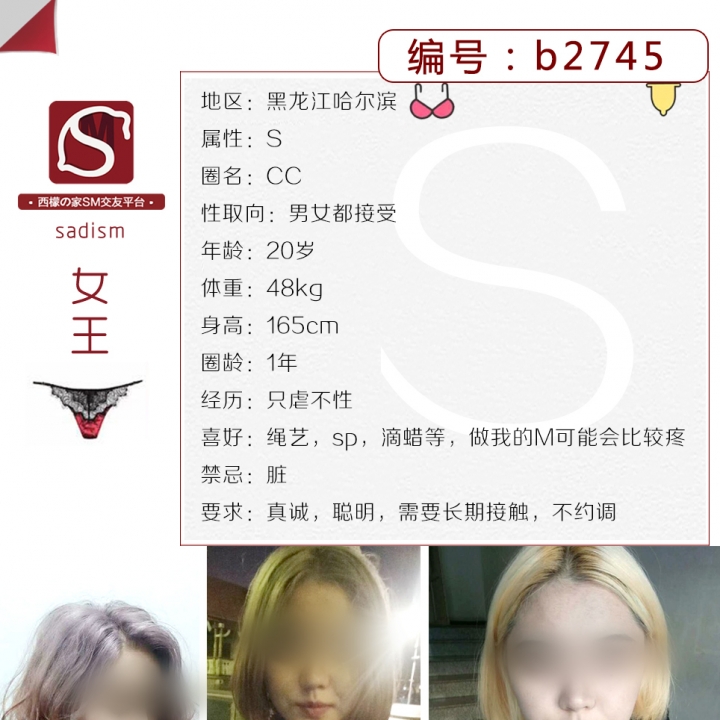 编号：b2745
地区：黑龙江哈尔滨
属性：S
圈名：CC
性取向：男女都接受
年龄：20岁
体重：48kg
身高：165cm
圈龄：1年
经历：只虐不性
喜好：绳艺，sp，滴蜡等，做我的M可能会比较疼
禁忌：脏
要求：真诚，聪明，需要长期接触，不约调
SM
·西檬の家SM交友平台·
sadism
女
王
S